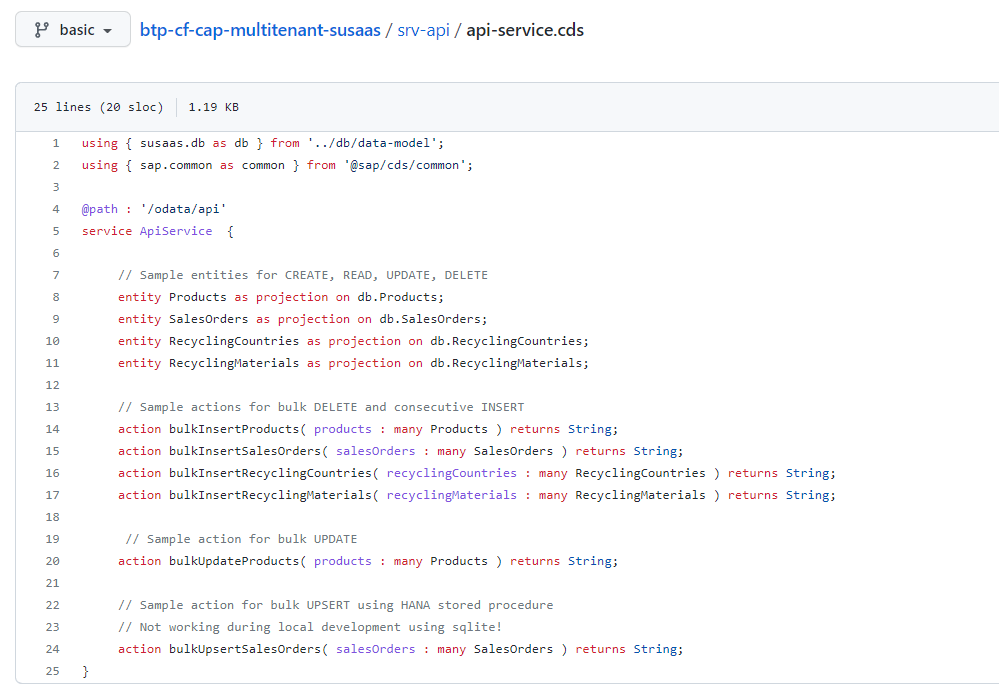 basic btp-cf-cap-multitenant-susaas / srv-api / api-service.cds
25 lines (20 sloc) 1.19 KB
1 using { susaas.db as db } from '../db/data-model';
2 using { sap.common as common } from '@sap/cds/common';
3
4 @path : '/odata/api'
5 service ApiService  {
6
7 // Sample entities for CREATE, READ, UPDATE, DELETE
8 entity Products as projection on db.Products;
9 entity SalesOrders as projection on db.SalesOrders;
10 entity RecyclingCountries as projection on db.RecyclingCountries;
11 entity RecyclingMaterials as projection on db.RecyclingMaterials;
12
13 // Sample actions for bulk DELETE and consecutive INSERT
14 action bulkInsertProducts( products : many Products ) returns String;
15 action bulkInsertSalesOrders( salesOrders : many SalesOrders ) returns String;
16 action bulkInsertRecyclingCountries( recyclingCountries : many RecyclingCountries ) returns String;
17 action bulkInsertRecyclingMaterials( recyclingMaterials : many RecyclingMaterials ) returns String;
18
19 // Sample action for bulk UPDATE
20 action bulkUpdateProducts( products : many Products ) returns String;
21
22 // Sample action for bulk UPSERT using HANA stored procedure
23 // Not working during local development using sqlite!
24 action bulkUpsertSalesOrders( salesOrders : many SalesOrders ) returns String;
25 }